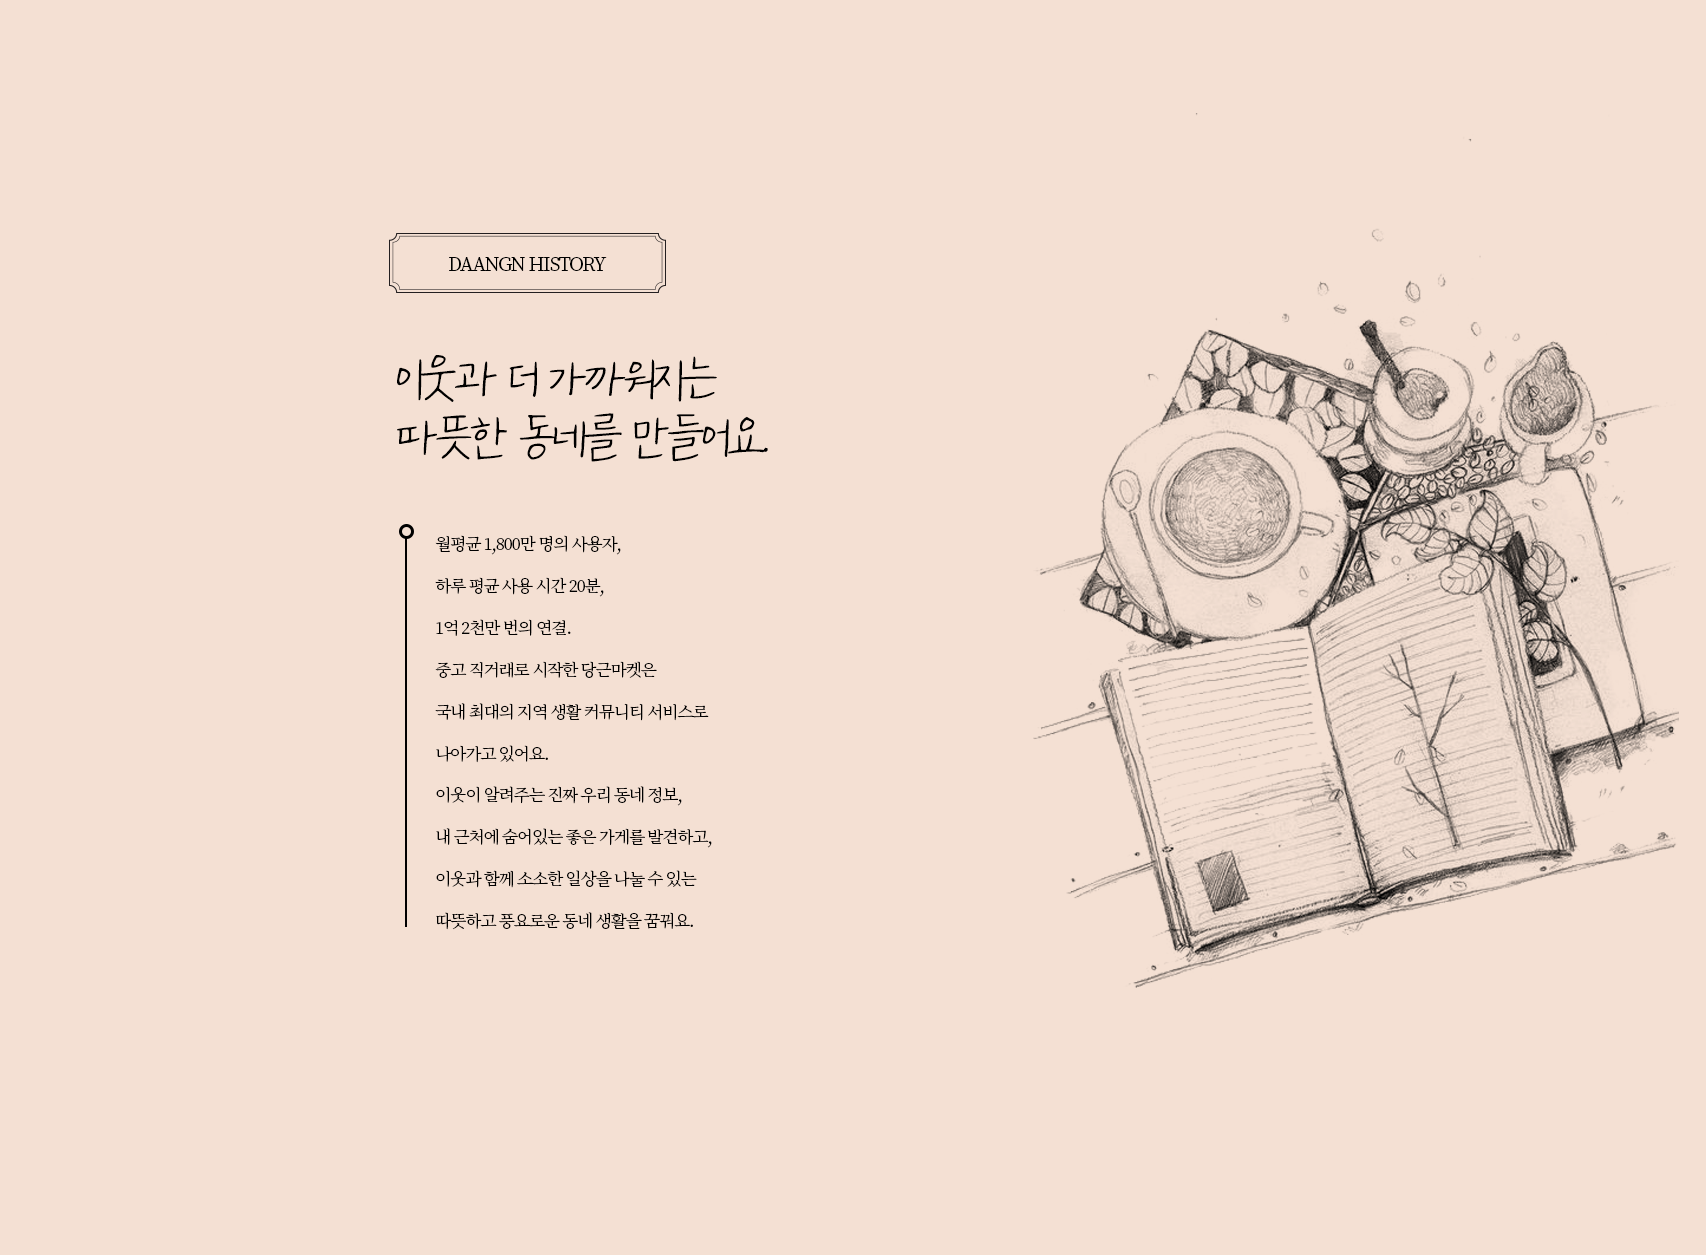 DAANGN HISTORY
이웃과 더 가까워지는
따뜻한 동네를 만들어요.
월평균 1,800만 명의 사용자,
하루 평균 사용 시간 20분,
1억 2천만 번의 연결.
중고 직거래로 시작한 당근마켓은
국내 최대의 지역 생활 커뮤니티 서비스로
나아가고 있어요.
이웃이 알려주는 진짜 우리 동네 정보,
내 근처에 숨어있는 좋은 가게를 발견하고,
이웃과 함께 소소한 일상을 나눌 수 있는
따뜻하고 풍요로운 동네 생활을 꿈꿔요.